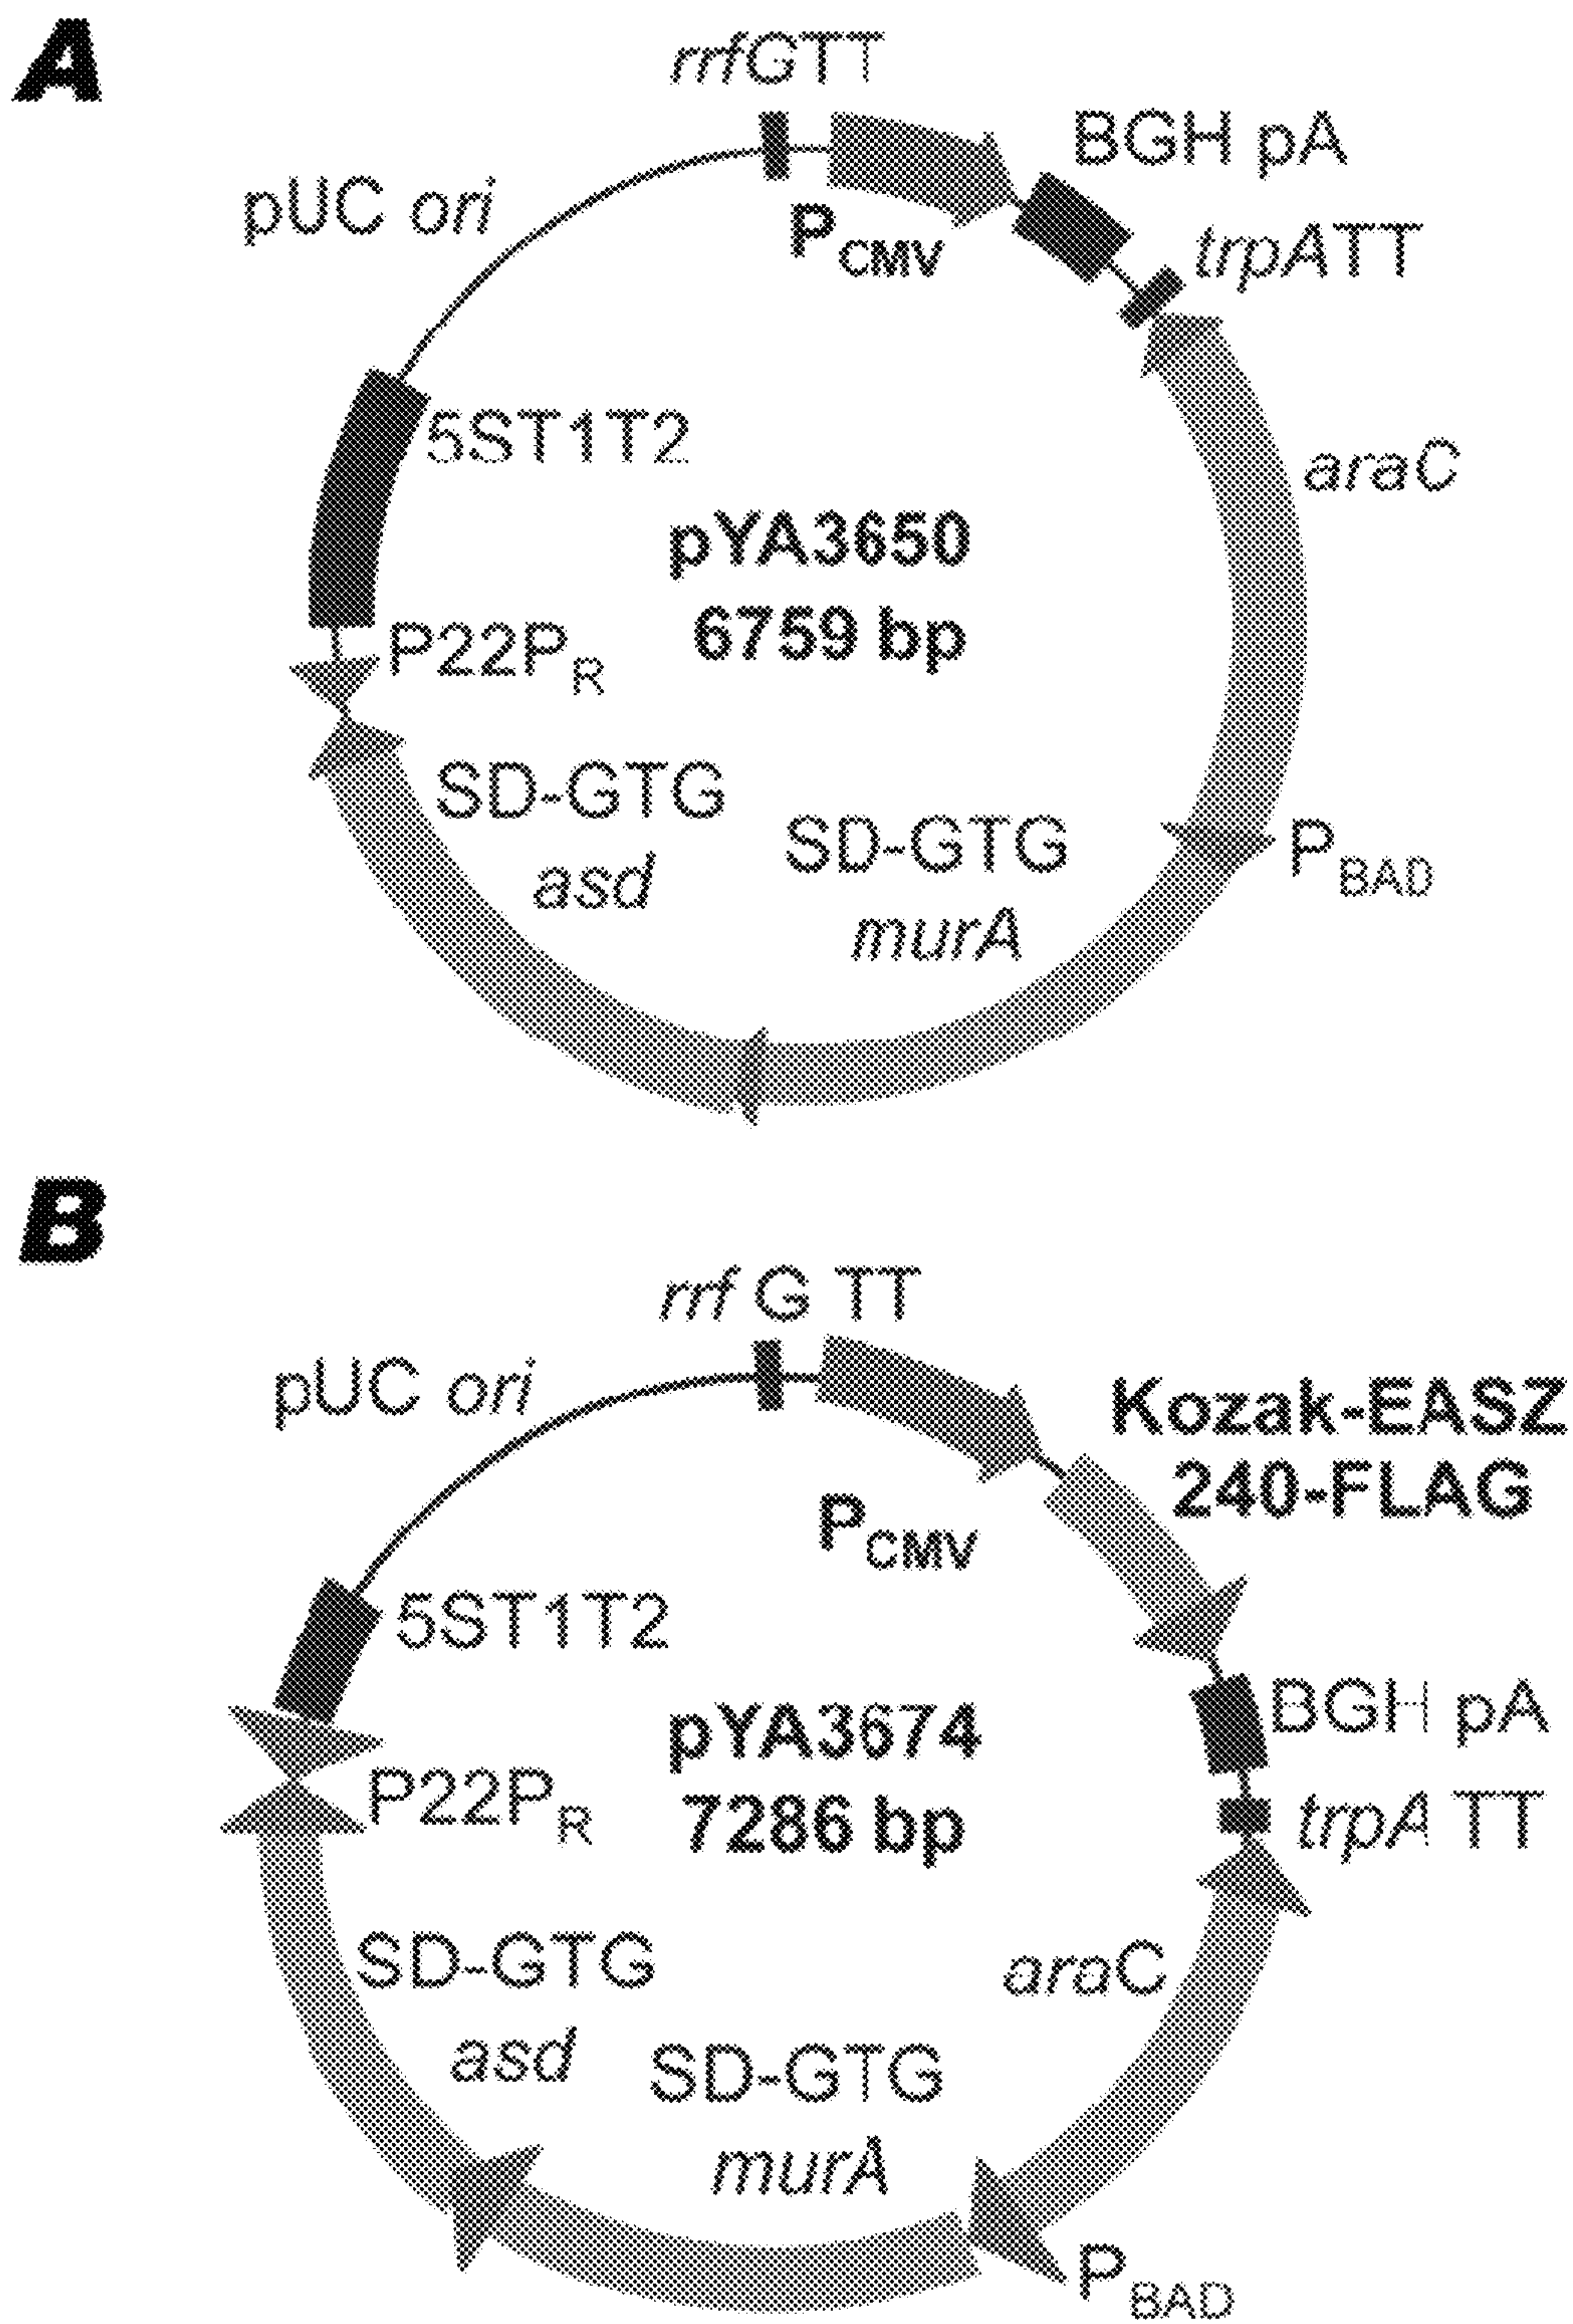 A
rrfGTT
BGH pA
pUC ori
PCMV
trpATT
5ST1T2
araC
pYA3650
6759 bp
P22PR
SD-GTG
asd
SD-GTG
murA
PBAD
B
rrf G TT
pUC ori
Kozak-EASZ
240-FLAG
PCMV
5ST1T2
BGH pA
pYA3674
7286 bp
P22PR
trpA TT
SD-GTG
asd
araC
SD-GTG
murA
PBAD